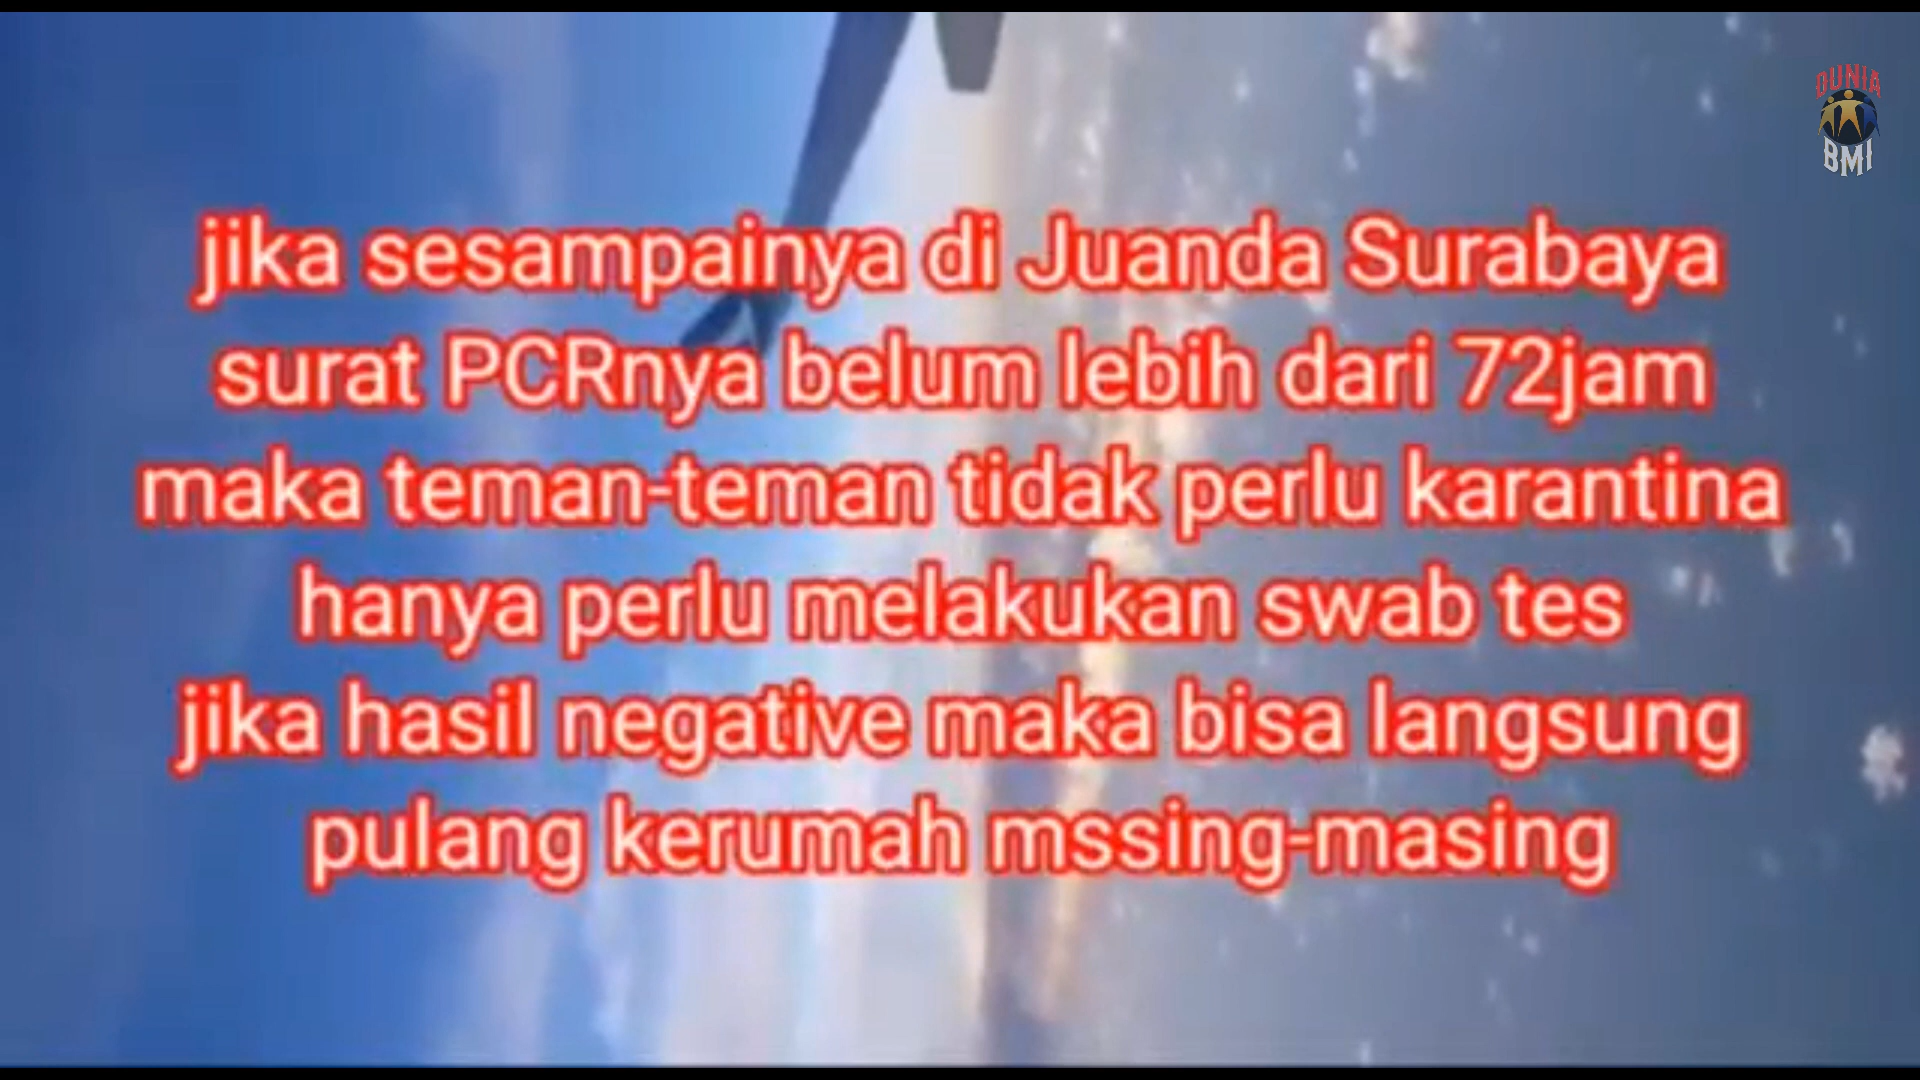 DUNIA
BMI
jika sesampainya di Juanda Surabaya
surat PCRnya belum lebih dari 72jam
maka teman-teman tidak perlu karantina
hanya perlu melakukan swab tes
jika hasil negative maka bisa langsung
pulang kerumah mssing-masing